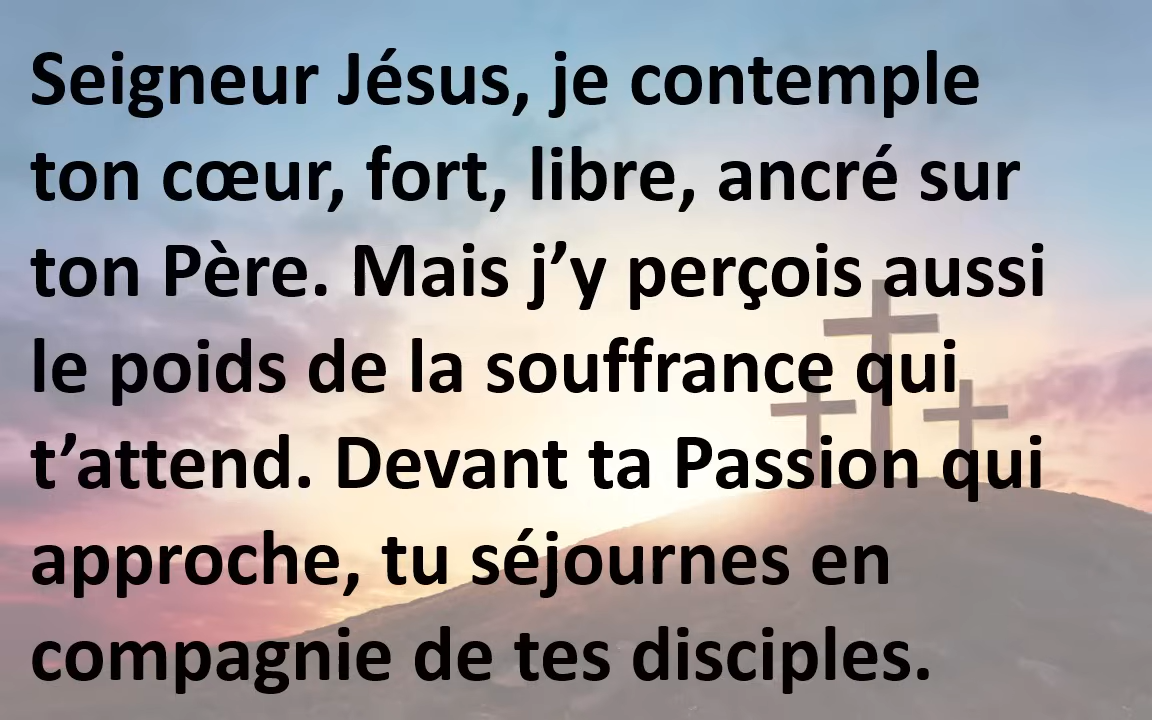 Seigneur Jésus, je contemple
ton cœur, fort, libre, ancré sur
ton Père. Mais j’y perçois aussi
le poids de la souffrance qui
t’attend. Devant ta Passion qui
approche, tu séjournes en
compagnie de tes disciples.